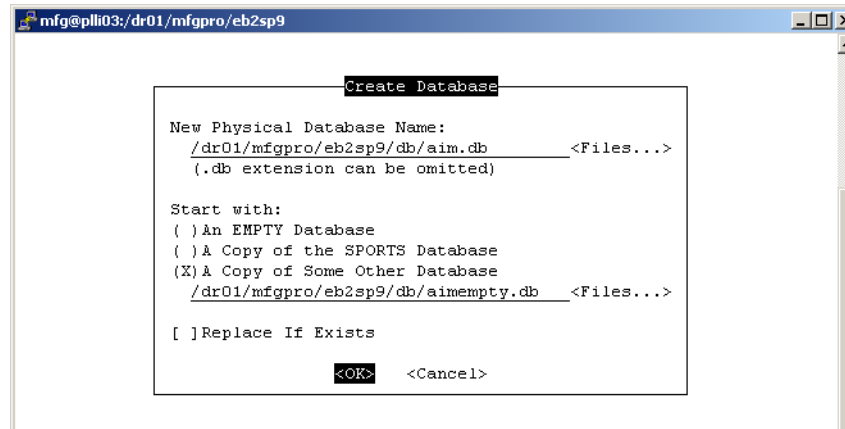 mfg@plli03:/dr01/mfgpro/eb2sp9
Create Database
New Physical Database Name:
/dr01/mfgpro/eb2sp9/db/aim.db <Files...>
(.db extension can be omitted)
Start with:
( )An EMPTY Database
( )A Copy of the SPORTS Database
(X)A Copy of Some Other Database
/dr01/mfgpro/eb2sp9/db/aimempty.db <Files...>
[ ]Replace If Exists
<OK> <Cancel>